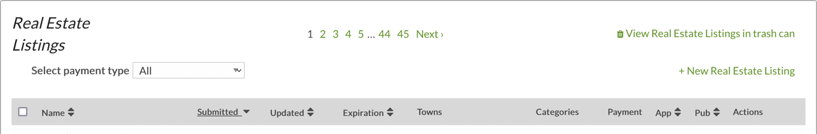 Real Estate
Listings
1 2 3 4 5 ... 44 45 Next ›
View Real Estate Listings in trash can
Select payment type All
+ New Real Estate Listing
Name Submitted Updated Expiration Towns Categories Payment App Pub Actions